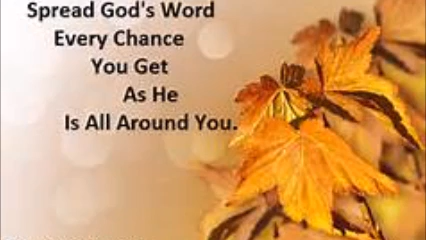 Spread God's Word
Every Chance
You Get
As He
Is All Around You.